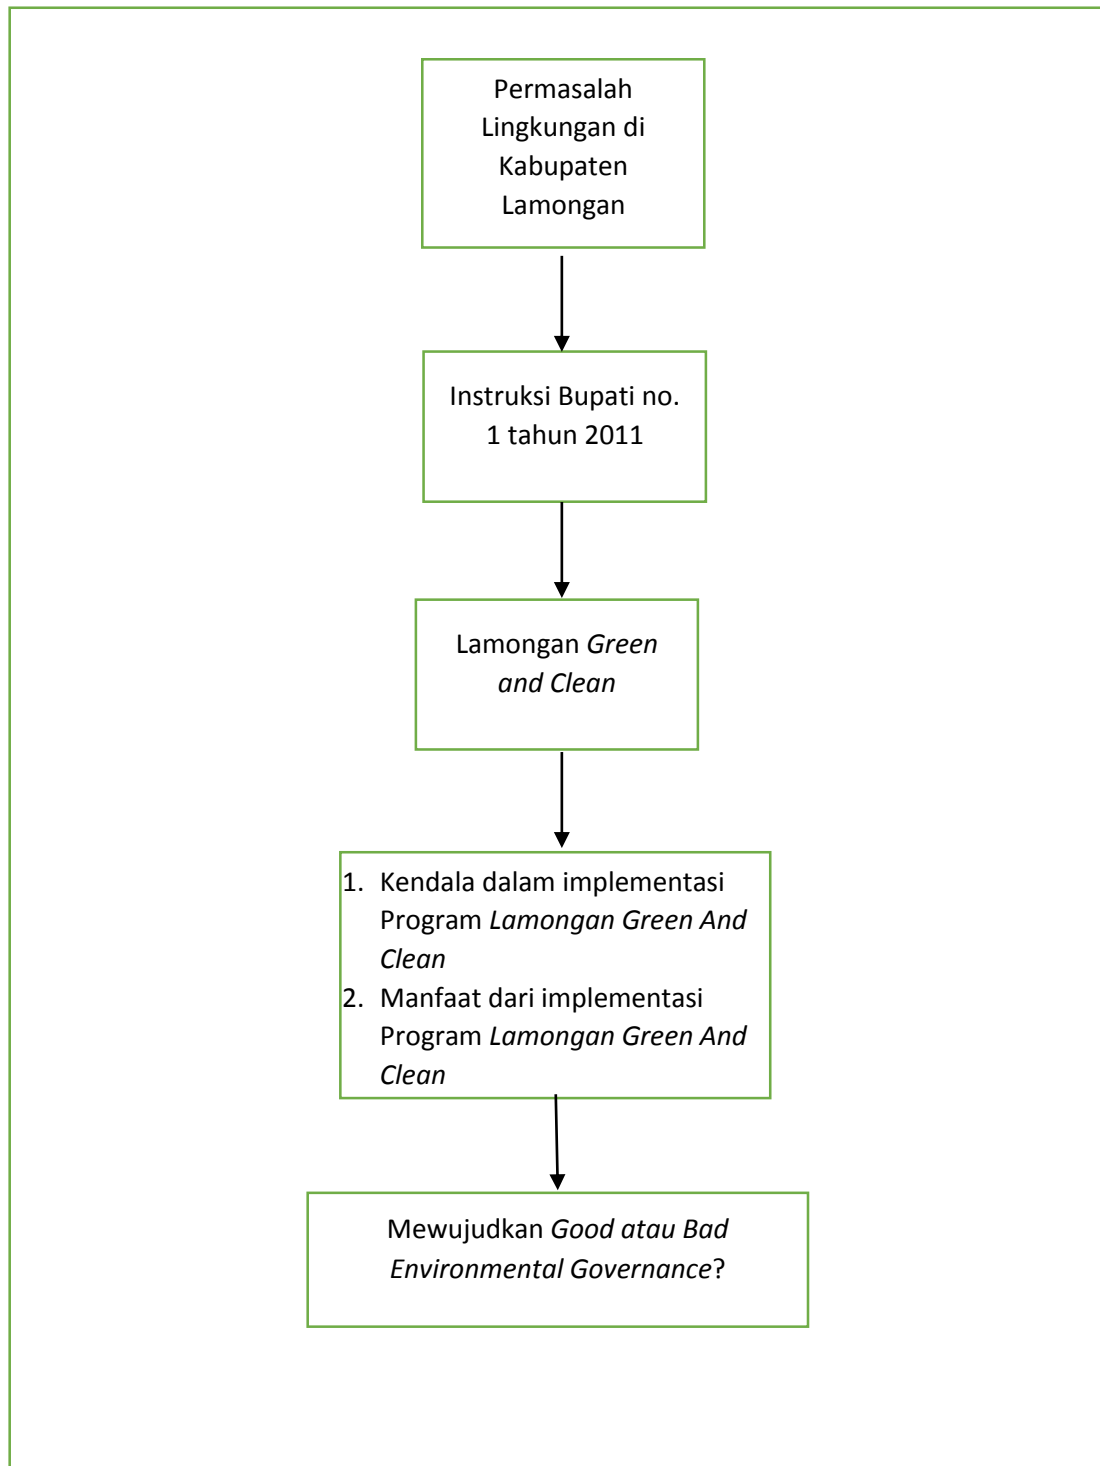 Permasalah
Lingkungan di
Kabupaten
Lamongan
Instruksi Bupati no.
1 tahun 2011
Lamongan Green
and Clean
1. Kendala dalam implementasi
Program Lamongan Green And
Clean
2. Manfaat dari implementasi
Program Lamongan Green And
Clean
Mewujudkan Good atau Bad
Environmental Governance?